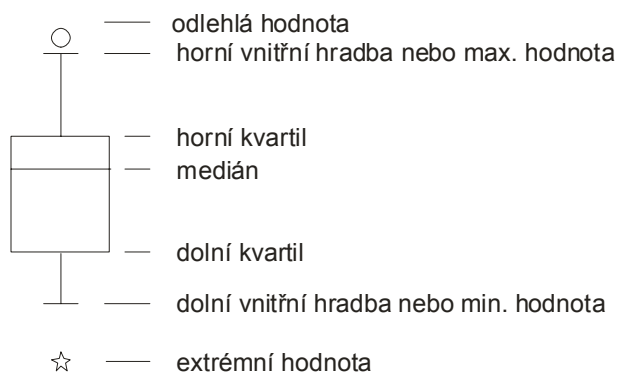 odlehlá hodnota
horní vnitřní hradba nebo max. hodnota
horní kvartil
medián
dolní kvartil
dolní vnitřní hradba nebo min. hodnota
extrémní hodnota